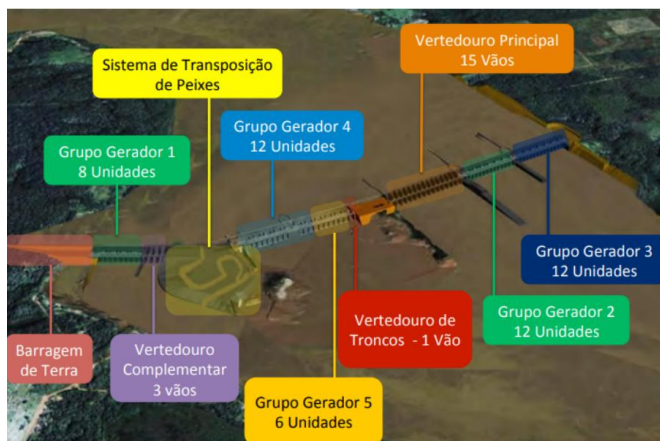 Vertedouro Principal
15 Vãos
Sistema de Transposição
de Peixes
Grupo Gerador 4
12 Unidades
Grupo Gerador 1
8 Unidades
Grupo Gerador 3
12 Unidades
Grupo Gerador 2
12 Unidades
Vertedouro de
Troncos - 1 Vão
Barragem
de Terra
Vertedouro
Complementar
3 vãos
Grupo Gerador 5
6 Unidades